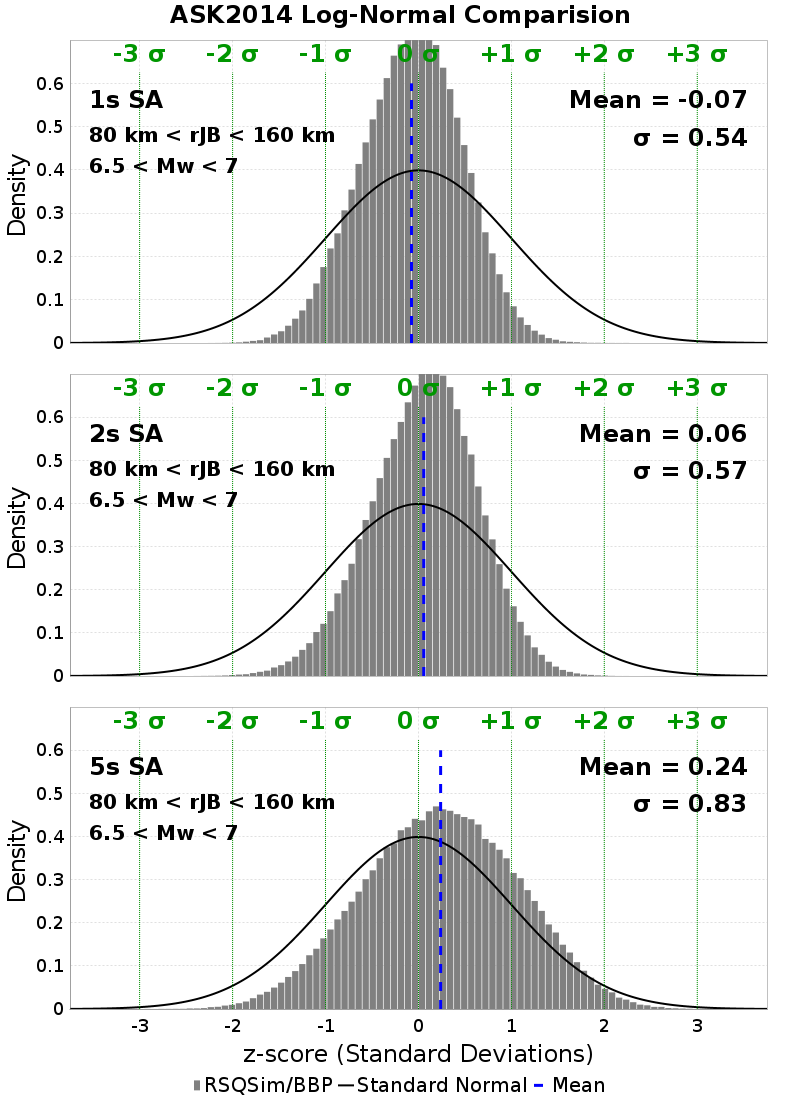 ASK2014 Log-Normal Comparision
-3 σ -2 σ -1 σ 0 σ +1 σ +2 σ +3 σ
0.6
1s SA Mean = -0.07
0.5
80 km < rJB < 160 km σ = 0.54
0.4
6.5 < Mw < 7
Density
0.3
0.2
0.1
0
-3 σ -2 σ -1 σ 0 σ +1 σ +2 σ +3 σ
0.6
2s SA Mean = 0.06
0.5
80 km < rJB < 160 km σ = 0.57
0.4
6.5 < Mw < 7
Density
0.3
0.2
0.1
0
-3 σ -2 σ -1 σ 0 σ +1 σ +2 σ +3 σ
0.6
5s SA Mean = 0.24
0.5
80 km < rJB < 160 km σ = 0.83
0.4
6.5 < Mw < 7
Density
0.3
0.2
0.1
0
-3 -2 -1 0 1 2 3
z-score (Standard Deviations)
RSQSim/BBP Standard Normal Mean